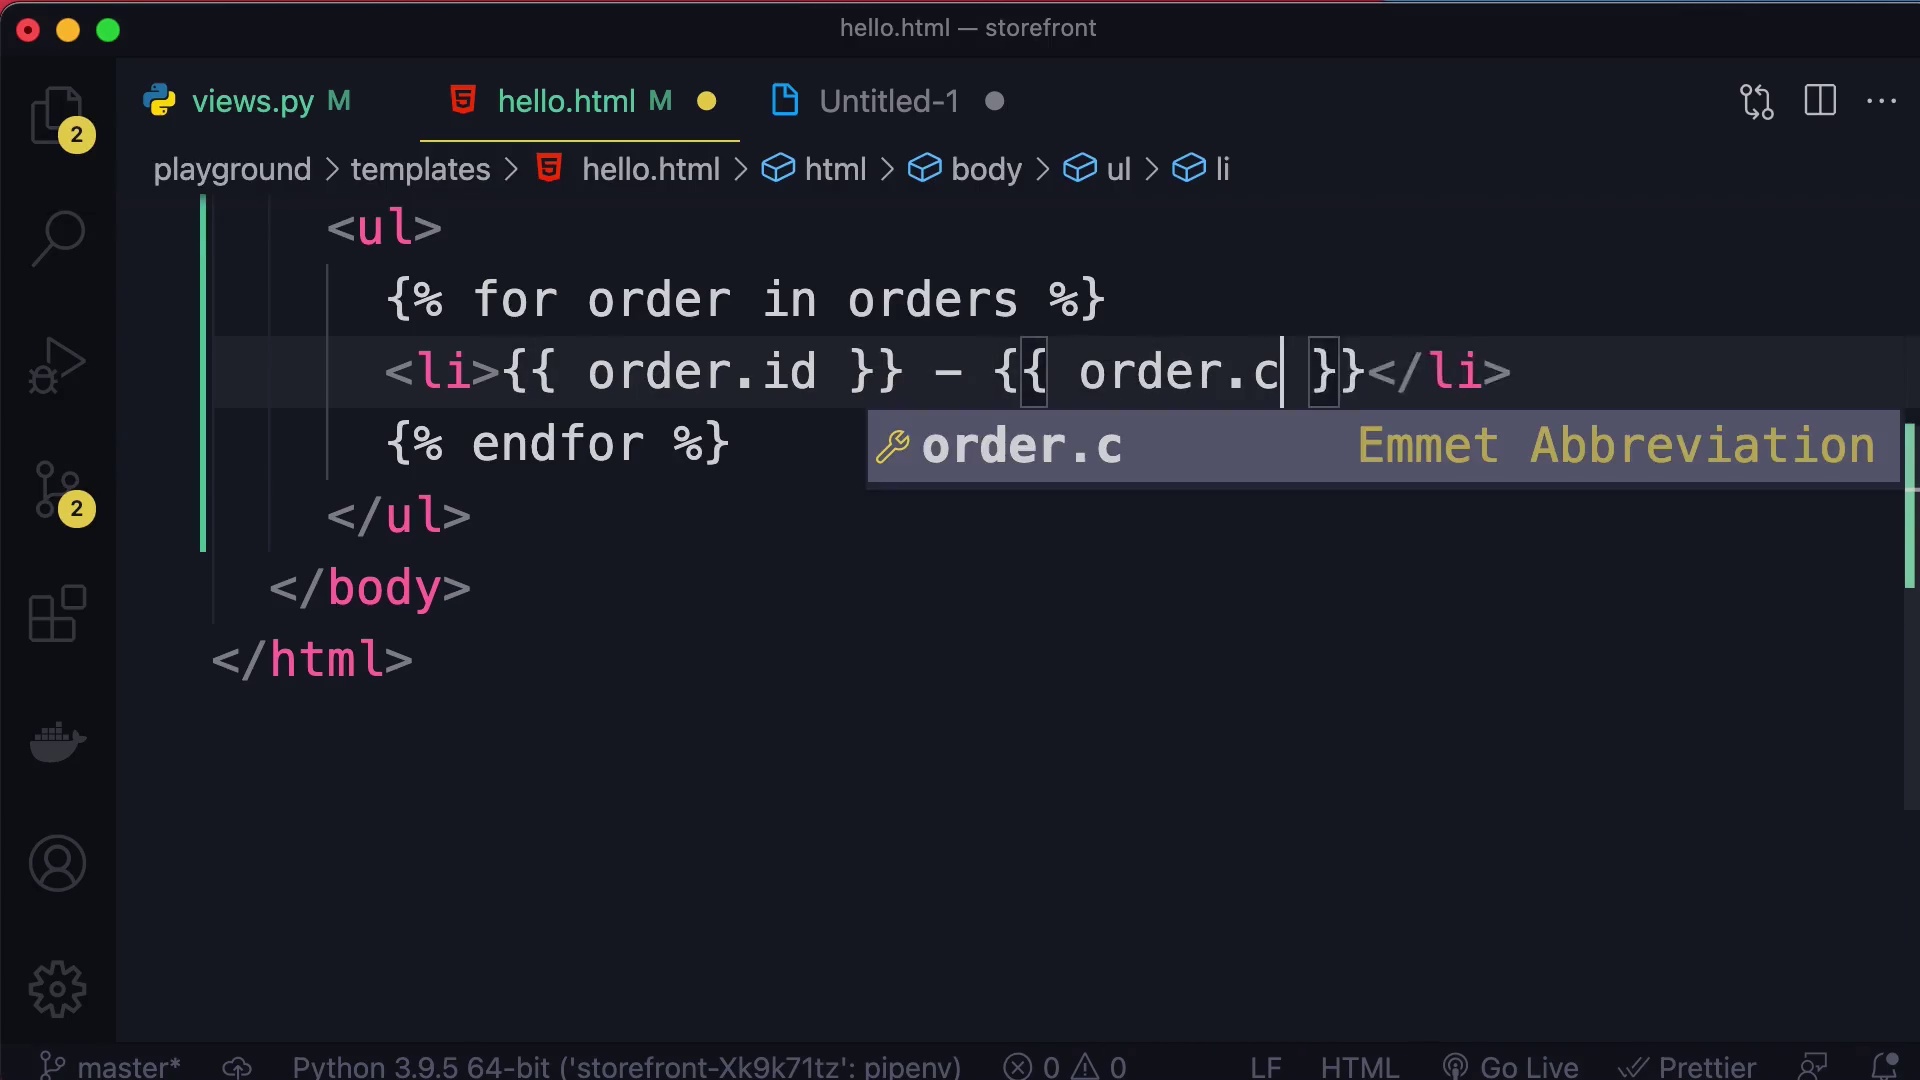 hello.html — storefront
views.py M hello.html M Untitled-1
playground > templates > hello.html > html > body > ul > li
<ul>
{% for order in orders %}
<li>{{ order.id }} - {{ order.c }}</li>
order.c Emmet Abbreviation
{% endfor %}
</ul>
</body>
</html>
2
2
master* Python 3.9.5 64-bit ('storefront-Xk9k71tz': pipenv) 0 0 LF HTML Go Live Prettier